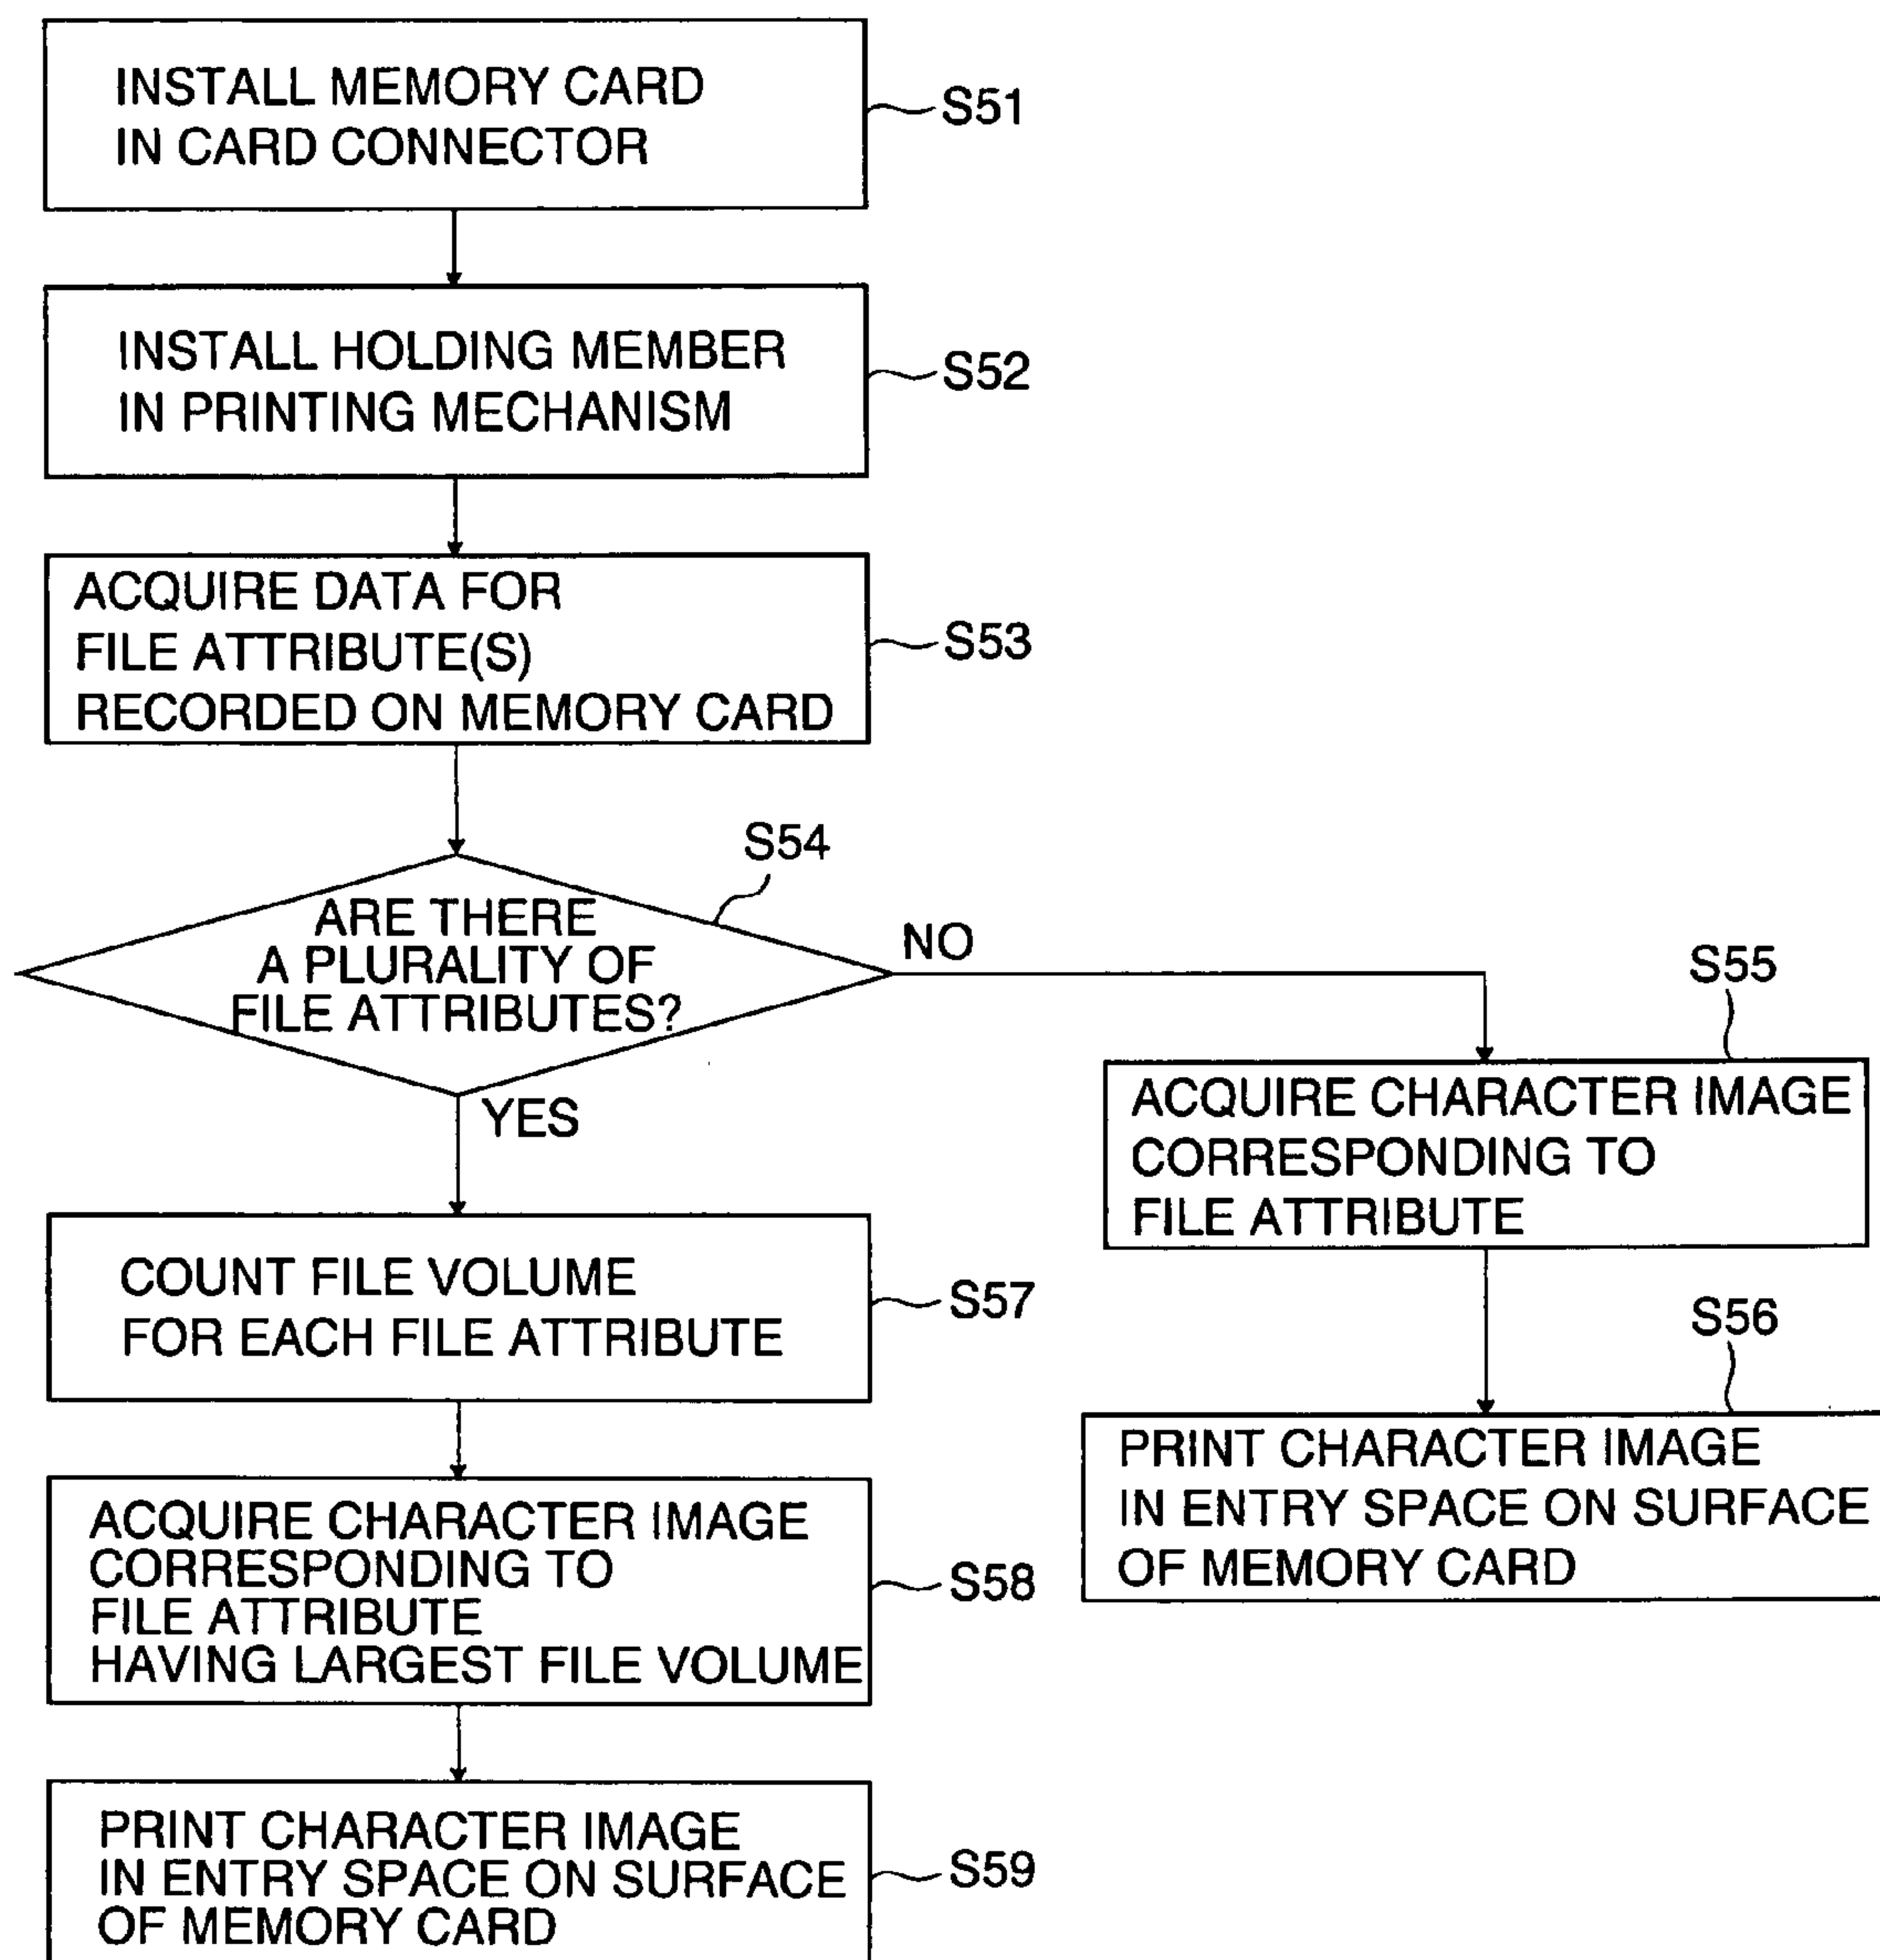 INSTALL MEMORY CARD
IN CARD CONNECTOR
S51
INSTALL HOLDING MEMBER
IN PRINTING MECHANISM
S52
ACQUIRE DATA FOR
FILE ATTRIBUTE(S)
RECORDED ON MEMORY CARD
S53
S54
ARE THERE
A PLURALITY OF
FILE ATTRIBUTES?
NO
YES
S55
ACQUIRE CHARACTER IMAGE
CORRESPONDING TO
FILE ATTRIBUTE
S56
PRINT CHARACTER IMAGE
IN ENTRY SPACE ON SURFACE
OF MEMORY CARD
COUNT FILE VOLUME
FOR EACH FILE ATTRIBUTE
S57
ACQUIRE CHARACTER IMAGE
CORRESPONDING TO
FILE ATTRIBUTE
HAVING LARGEST FILE VOLUME
S58
PRINT CHARACTER IMAGE
IN ENTRY SPACE ON SURFACE
OF MEMORY CARD
S59